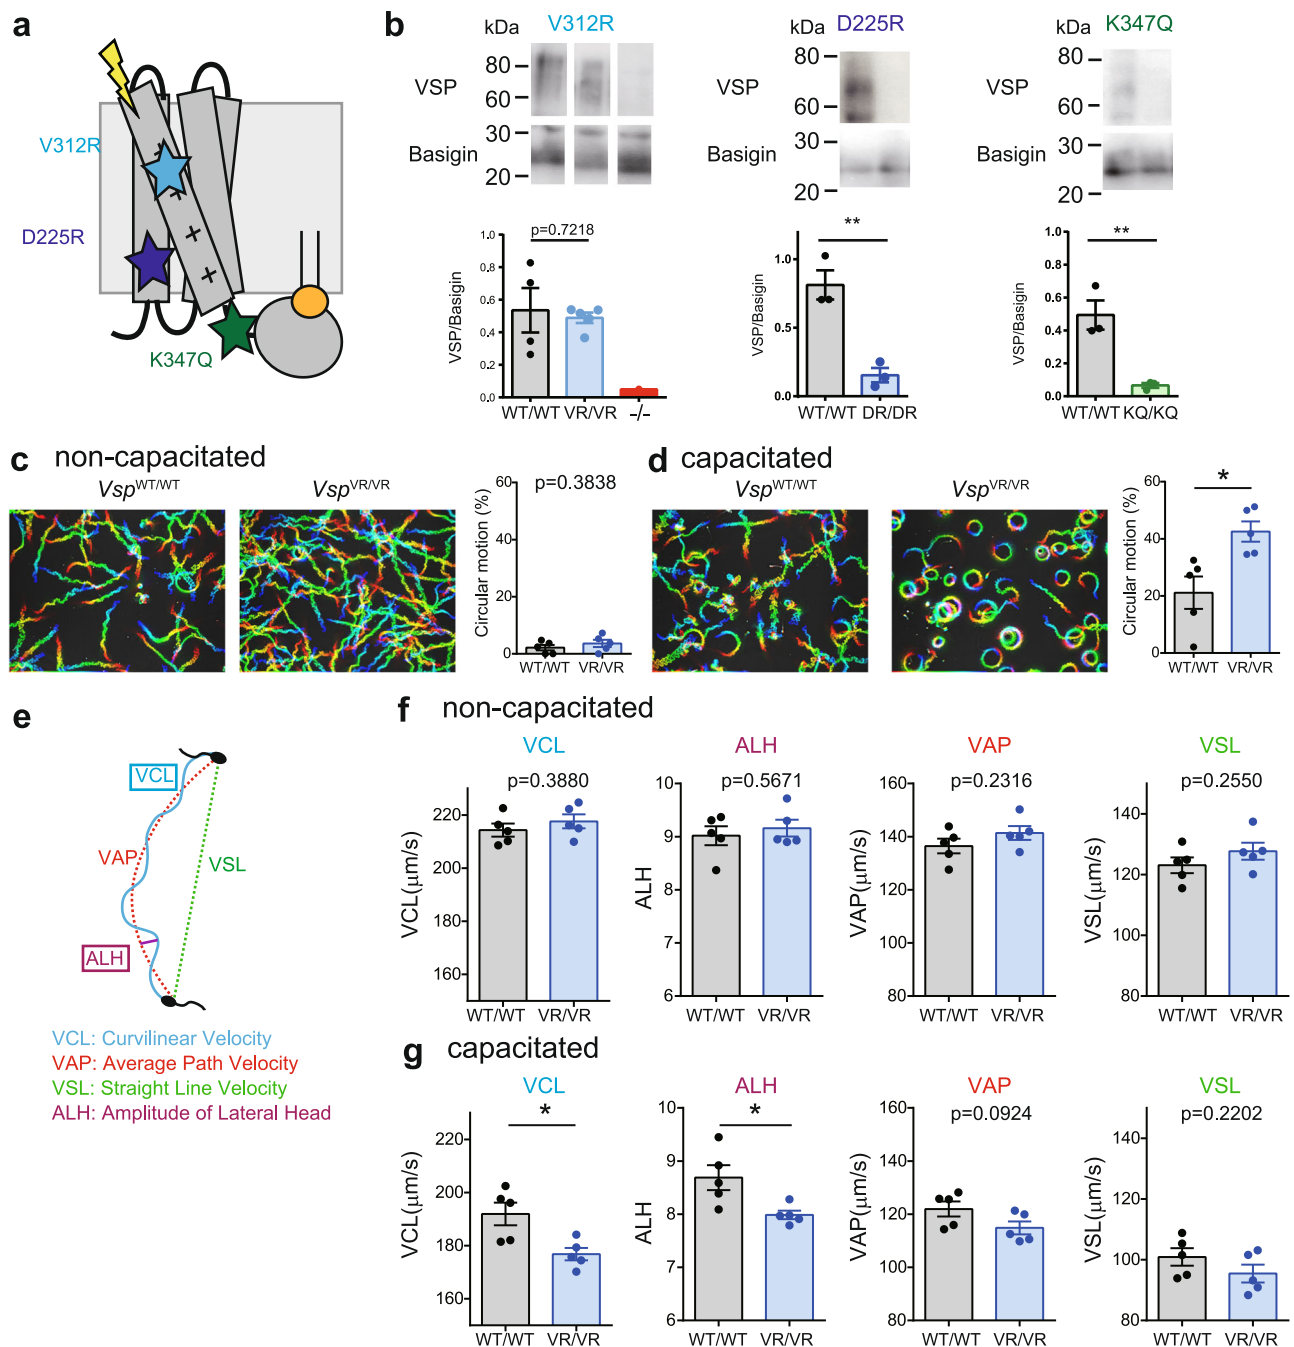 a
V312R
D225R
K347Q
b
kDa V312R
VSP
80
60
Basigin
30
20
kDa D225R
VSP
80
60
Basigin
30
20
kDa K347Q
VSP
80
60
Basigin
30
20
p=0.7218
VSP/Basigin
1.0
0.8
0.6
0.4
0.2
0.0
WT/WT VR/VR -/-
**
VSP/Basigin
1.0
0.5
0.0
WT/WT DR/DR
**
VSP/Basigin
1.0
0.8
0.6
0.4
0.2
0.0
WT/WT KQ/KQ
c non-capacitated
Vsp WT/WT
Vsp VR/VR
p=0.3838
Circular motion (%)
60
40
20
0
WT/WT VR/VR
d capacitated
Vsp WT/WT
Vsp VR/VR
*
Circular motion (%)
60
40
20
0
WT/WT VR/VR
e
VCL
VAP
VSL
ALH
VCL: Curvilinear Velocity
VAP: Average Path Velocity
VSL: Straight Line Velocity
ALH: Amplitude of Lateral Head
f non-capacitated
VCL
p=0.3880
VCL(μm/s)
220
200
180
160
WT/WT VR/VR
ALH
p=0.5671
ALH
10
9
8
7
6
WT/WT VR/VR
VAP
p=0.2316
VAP(μm/s)
160
140
120
100
80
WT/WT VR/VR
VSL
p=0.2550
VSL(μm/s)
140
120
100
80
WT/WT VR/VR
g capacitated
VCL
*
VCL(μm/s)
220
200
180
160
WT/WT VR/VR
ALH
*
ALH
10
9
8
7
6
WT/WT VR/VR
VAP
p=0.0924
VAP(μm/s)
160
140
120
100
80
WT/WT VR/VR
VSL
p=0.2202
VSL(μm/s)
140
120
100
80
WT/WT VR/VR